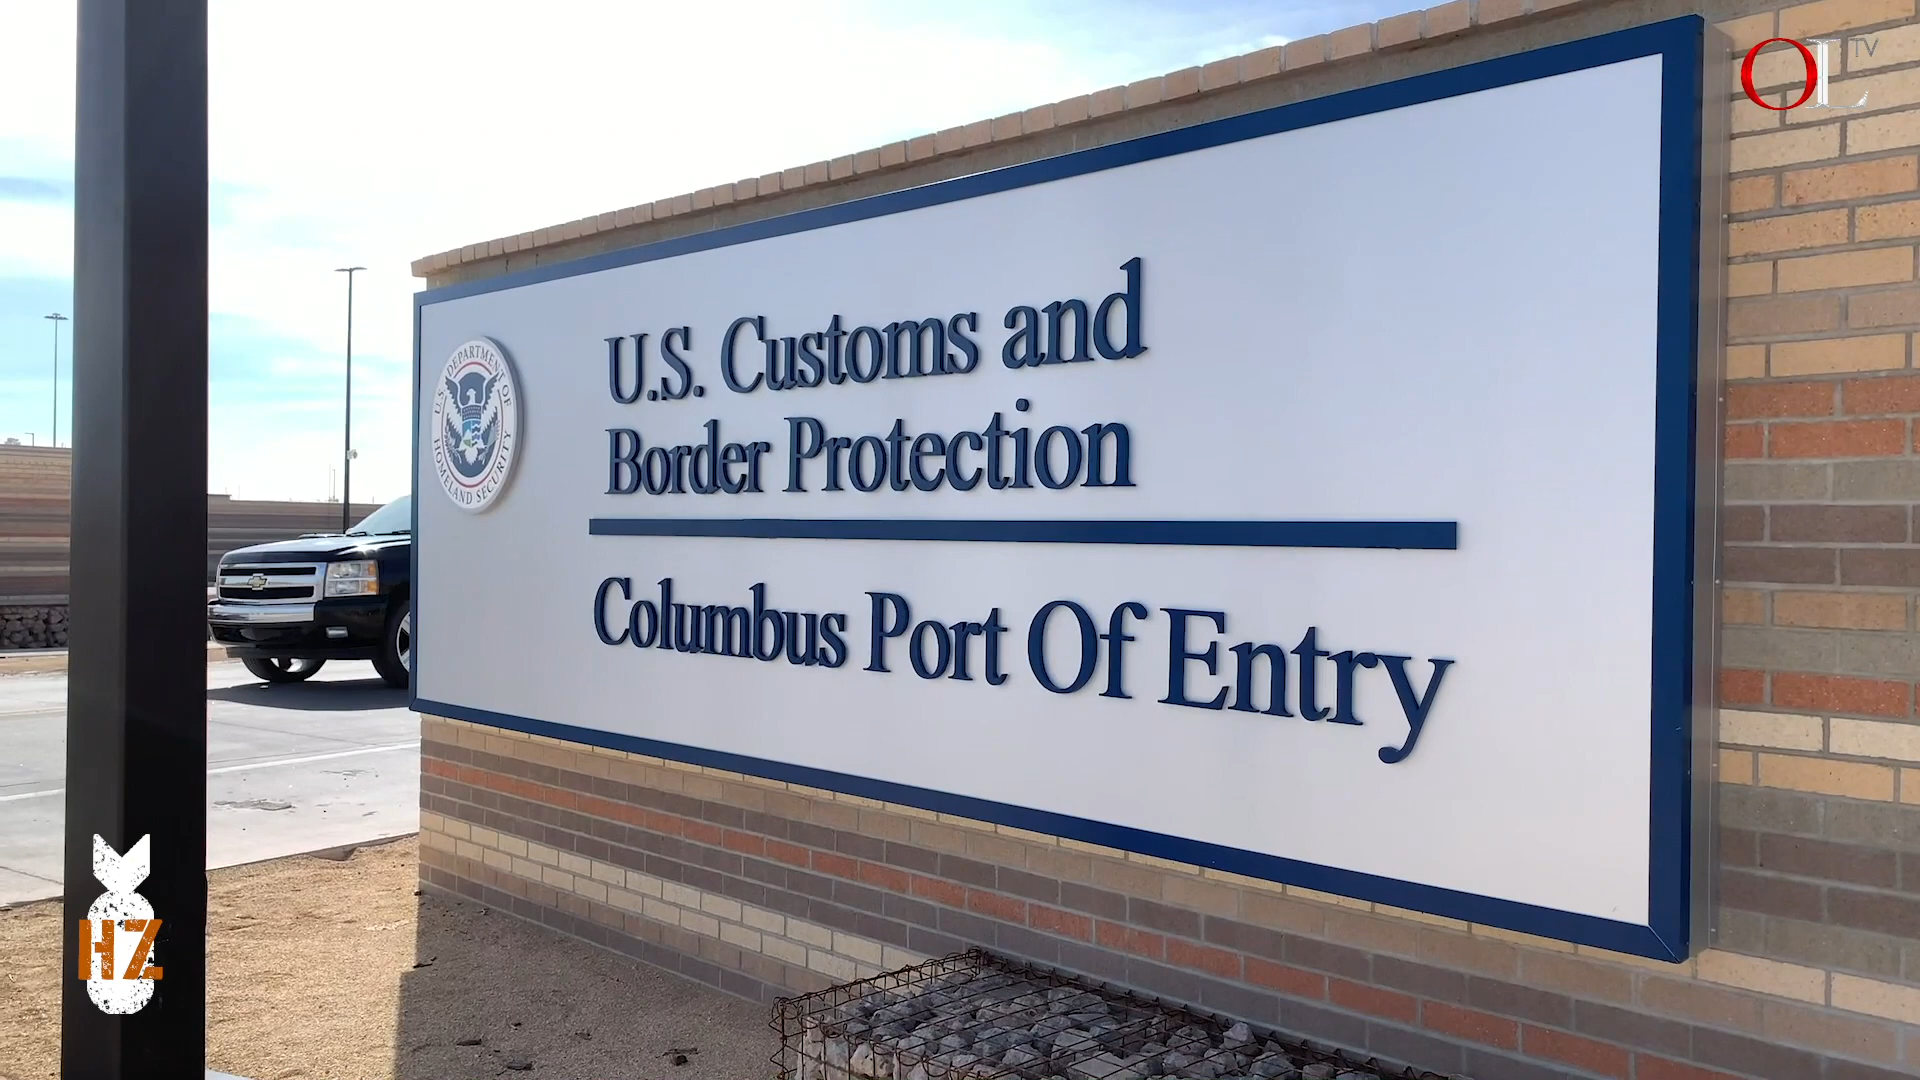 OL TV
U.S. DEPARTMENT OF
HOMELAND SECURITY
U.S. Customs and
Border Protection
Columbus Port Of Entry
HZ